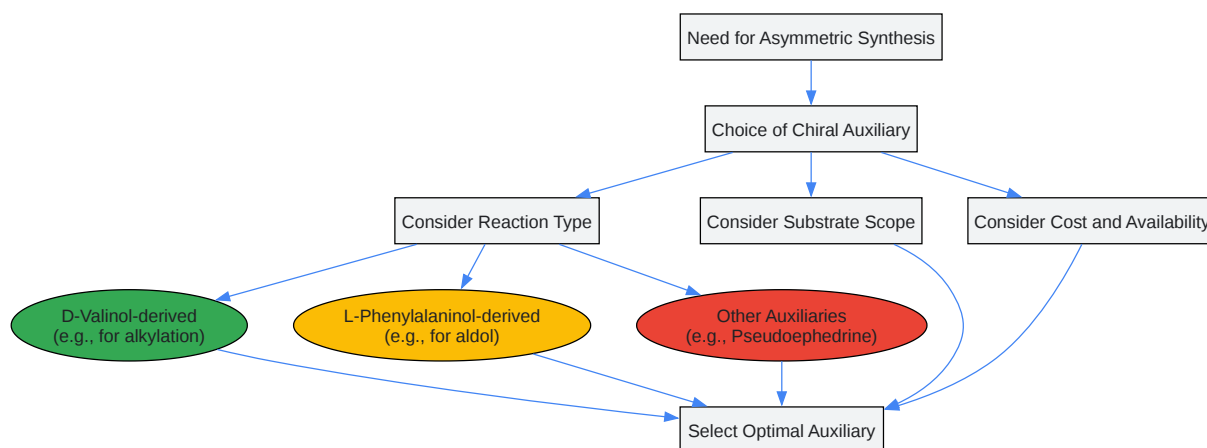 Need for Asymmetric Synthesis
Choice of Chiral Auxiliary
Consider Reaction Type
Consider Substrate Scope
Consider Cost and Availability
D-Valinol-derived
(e.g., for alkylation)
L-Phenylalaninol-derived
(e.g., for aldol)
Other Auxiliaries
(e.g., Pseudoephedrine)
Select Optimal Auxiliary